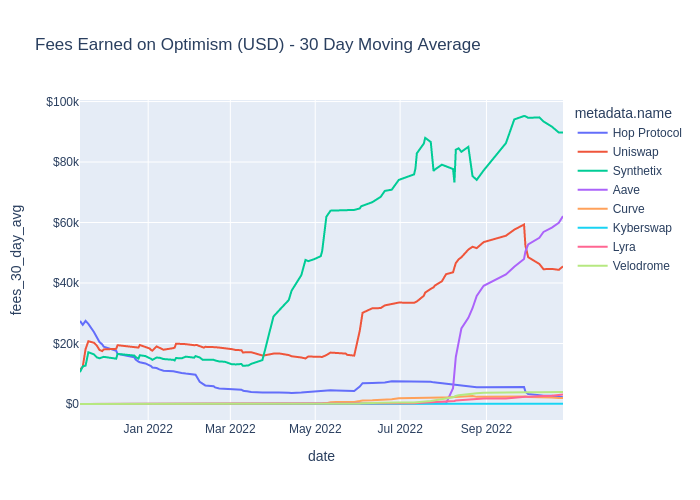 Fees Earned on Optimism (USD) - 30 Day Moving Average
metadata.name
Hop Protocol
Uniswap
Synthetix
Aave
Curve
Kyberswap
Lyra
Velodrome
fees_30_day_avg
$100k
$80k
$60k
$40k
$20k
$0
Jan 2022
Mar 2022
May 2022
Jul 2022
Sep 2022
date